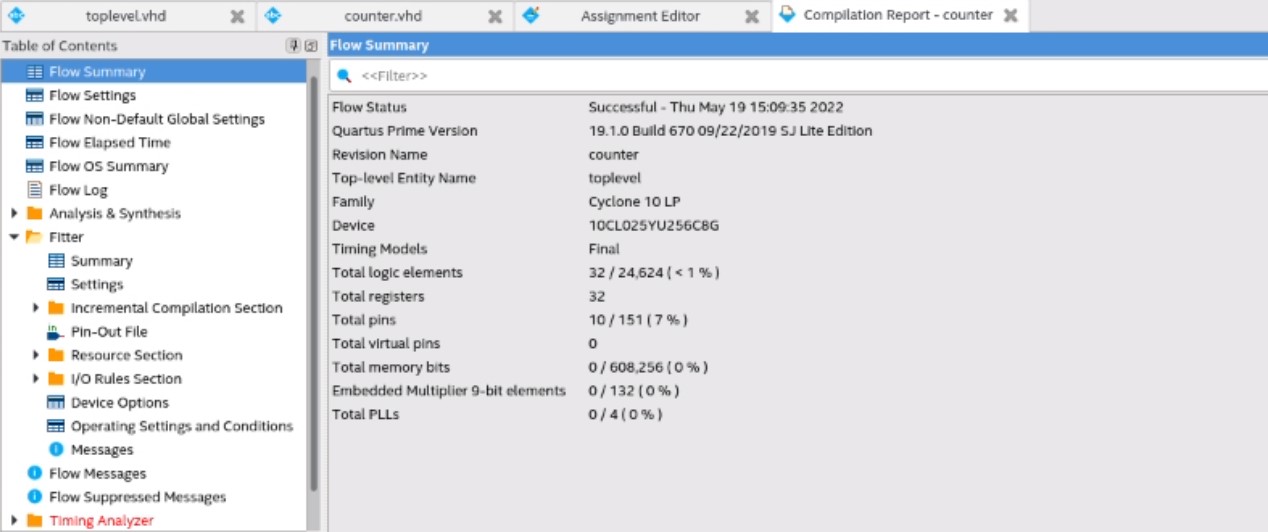 toplevel.vhd
counter.vhd
Assignment Editor
Compilation Report - counter
Table of Contents
Flow Summary
Flow Settings
Flow Non-Default Global Settings
Flow Elapsed Time
Flow OS Summary
Flow Log
Analysis & Synthesis
Fitter
Summary
Settings
Incremental Compilation Section
Pin-Out File
Resource Section
I/O Rules Section
Device Options
Operating Settings and Conditions
Messages
Flow Messages
Flow Suppressed Messages
Timing Analyzer
Flow Summary
<<Filter>>
Flow Status Successful - Thu May 19 15:09:35 2022
Quartus Prime Version 19.1.0 Build 670 09/22/2019 SJ Lite Edition
Revision Name counter
Top-level Entity Name toplevel
Family Cyclone 10 LP
Device 10CL025YU256C8G
Timing Models Final
Total logic elements 32 / 24,624 ( < 1 % )
Total registers 32
Total pins 10 / 151 ( 7 % )
Total virtual pins 0
Total memory bits 0 / 608,256 ( 0 % )
Embedded Multiplier 9-bit elements 0 / 132 ( 0 % )
Total PLLs 0 / 4 ( 0 % )